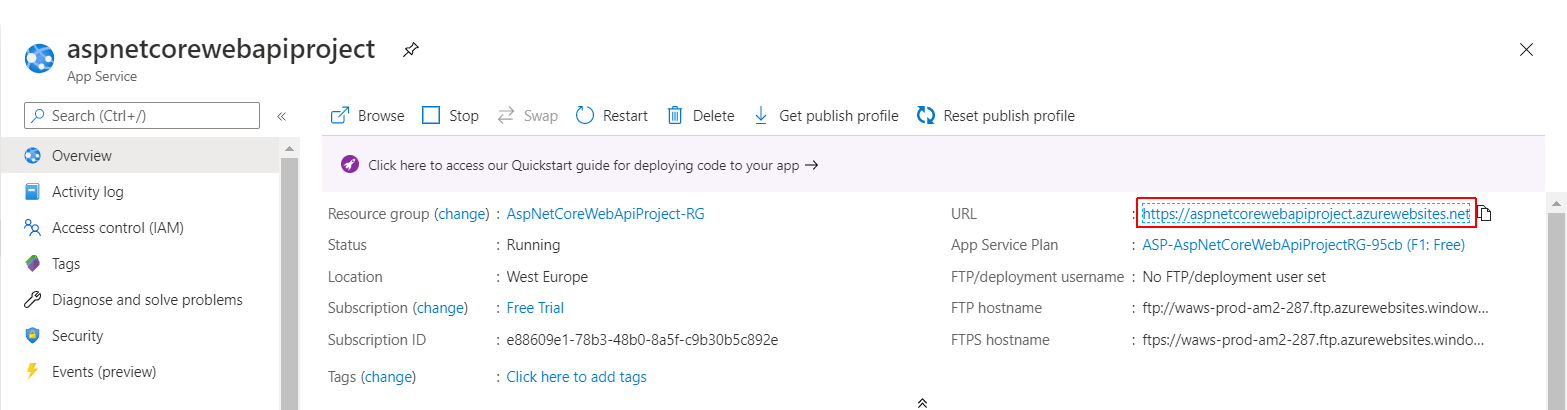 aspnetcorewebapiproject
App Service
Search (Ctrl+/)
«
Browse Stop Swap Restart Delete Get publish profile Reset publish profile
Overview
Activity log
Access control (IAM)
Tags
Diagnose and solve problems
Security
Events (preview)
Click here to access our Quickstart guide for deploying code to your app →
Resource group (change) : AspNetCoreWebApiProject-RG
Status : Running
Location : West Europe
Subscription (change) : Free Trial
Subscription ID : e88609e1-78b3-48b0-8a5f-c9b30b5c892e
Tags (change) : Click here to add tags
URL : https://aspnetcorewebapiproject.azurewebsites.net
App Service Plan : ASP-AspNetCoreWebApiProjectRG-95cb (F1: Free)
FTP/deployment username : No FTP/deployment user set
FTP hostname : ftp://waws-prod-am2-287.ftp.azurewebsites.window...
FTPS hostname : ftps://waws-prod-am2-287.ftp.azurewebsites.windo...